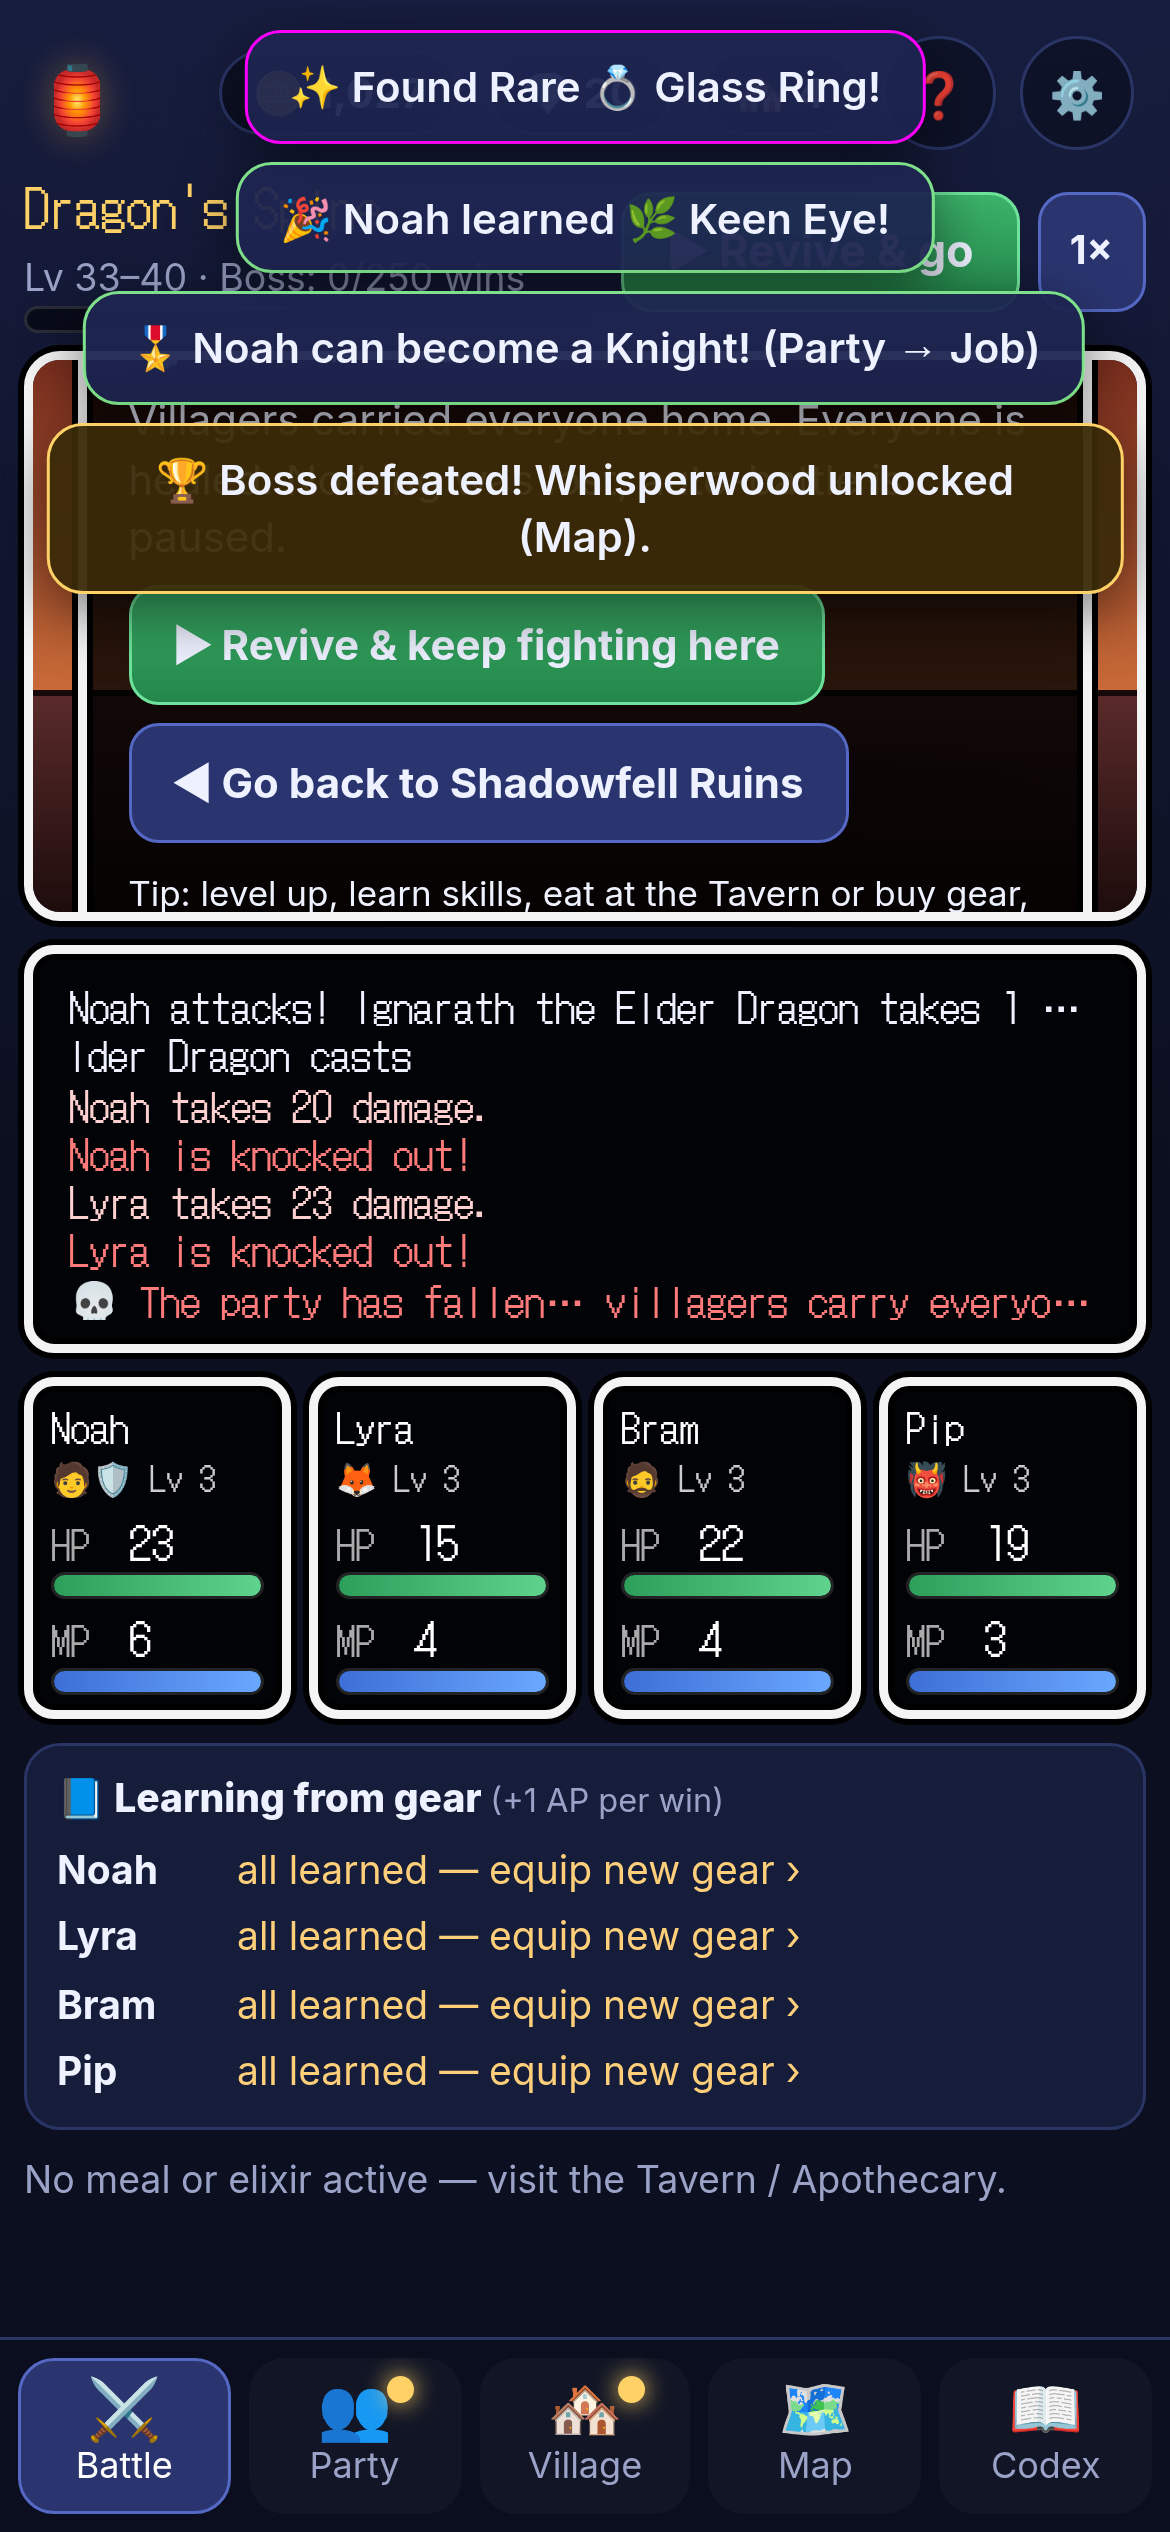 ✨ Found Rare 💍 Glass Ring!
❓
⚙️
Dragon's
🎉 Noah learned 🌿 Keen Eye!
Revive & go
1×
Lv 33–40 · Boss: 0/250 wins
🎖️ Noah can become a Knight! (Party → Job)
Villagers carried everyone home. Everyone is
🏆 Boss defeated! Whisperwood unlocked
(Map).
paused.
▶ Revive & keep fighting here
◀ Go back to Shadowfell Ruins
Tip: level up, learn skills, eat at the Tavern or buy gear,
Noah attacks! Ignarath the Elder Dragon takes 1 …
lder Dragon casts
Noah takes 20 damage.
Noah is knocked out!
Lyra takes 23 damage.
Lyra is knocked out!
💀 The party has fallen… villagers carry everyo…
Noah
Lv 3
HP 23
MP 6
Lyra
Lv 3
HP 15
MP 4
Bram
Lv 3
HP 22
MP 4
Pip
Lv 3
HP 19
MP 3
📘 Learning from gear (+1 AP per win)
Noah all learned — equip new gear ›
Lyra all learned — equip new gear ›
Bram all learned — equip new gear ›
Pip all learned — equip new gear ›
No meal or elixir active — visit the Tavern / Apothecary.
Battle
Party
Village
Map
Codex